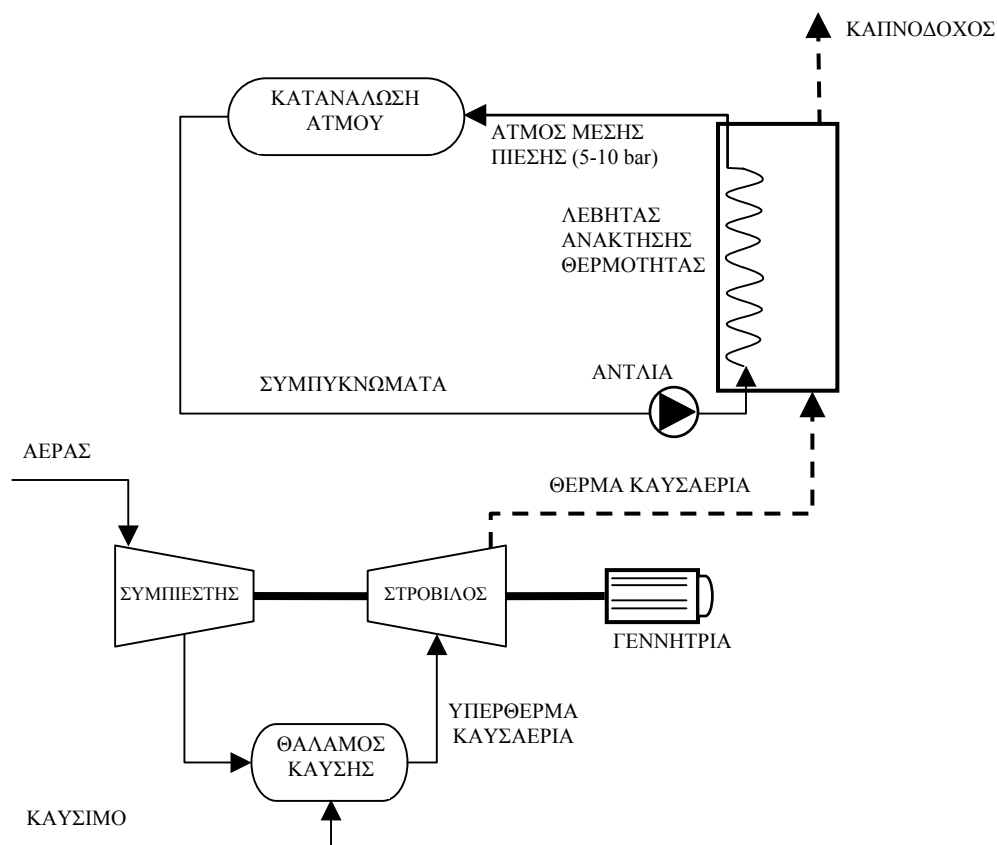 ΚΑΠΝΟΔΟΧΟΣ
ΚΑΤΑΝΑΛΩΣΗ
ΑΤΜΟΥ
ΑΤΜΟΣ ΜΕΣΗΣ
ΠΙΕΣΗΣ (5-10 bar)
ΛΕΒΗΤΑΣ
ΑΝΑΚΤΗΣΗΣ
ΘΕΡΜΟΤΗΤΑΣ
ΑΝΤΛΙΑ
ΣΥΜΠΥΚΝΩΜΑΤΑ
ΑΕΡΑΣ
ΘΕΡΜΑ ΚΑΥΣΑΕΡΙΑ
ΣΥΜΠΙΕΣΤΗΣ
ΣΤΡΟΒΙΛΟΣ
ΓΕΝΝΗΤΡΙΑ
ΥΠΕΡΘΕΡΜΑ
ΚΑΥΣΑΕΡΙΑ
ΘΑΛΑΜΟΣ
ΚΑΥΣΗΣ
ΚΑΥΣΙΜΟ